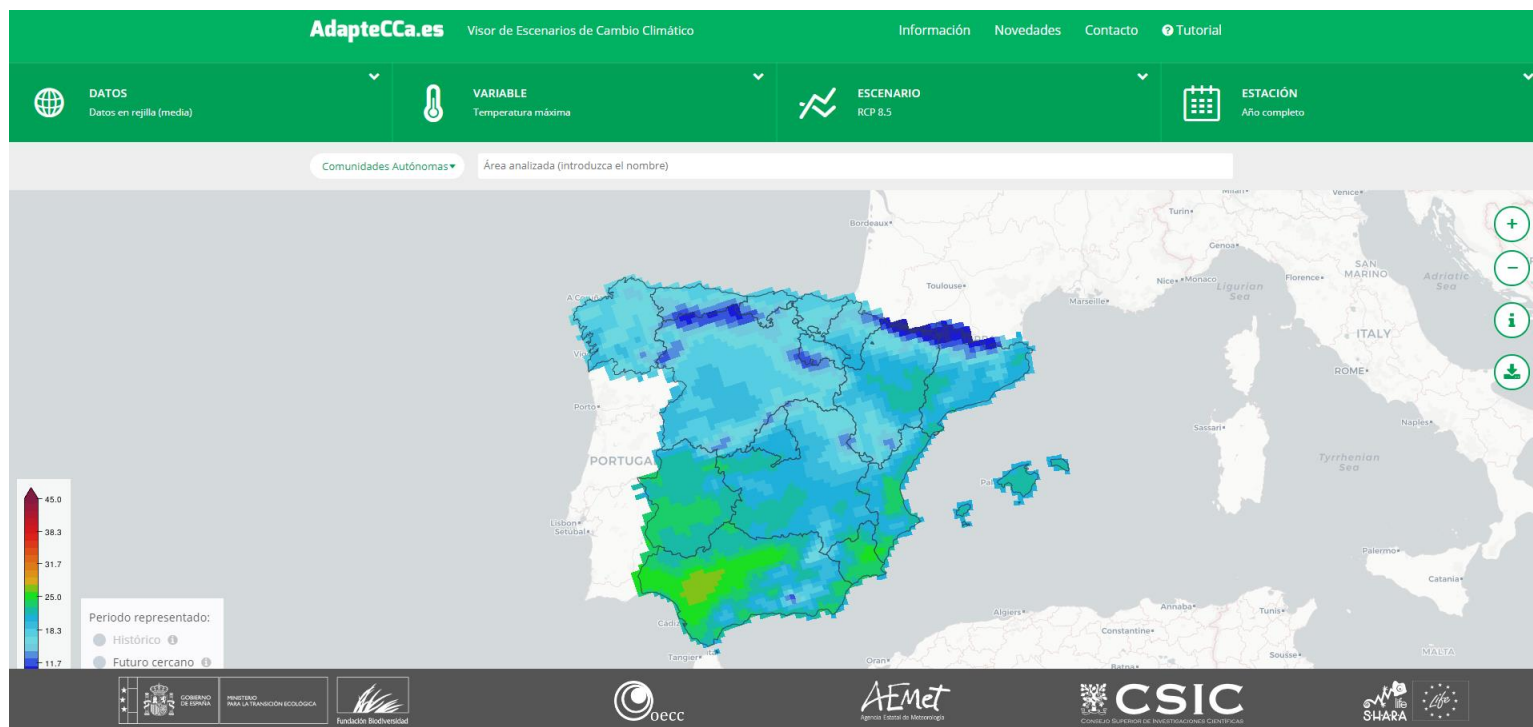 AdapteCCa.es
Visor de Escenarios de Cambio Climático
Información
Novedades
Contacto
Tutorial
DATOS
Datos en rejilla (media)
VARIABLE
Temperatura máxima
ESCENARIO
RCP 8.5
ESTACIÓN
Año completo
Comunidades Autónomas
Área analizada (introduzca el nombre)
Venice
Bordeaux
Turin
Genoa
SAN
MARINO
Toulouse
Nice
Monaco
Florence
Adriatic
Sea
Ligurian
Sea
Marseille
ITALY
ROME
Porto
Naples
Sassari
PORTUGAL
Tyrrhenian
Sea
Lisbon
Setúbal
Palermo
Catania
Algiers
Annaba
Tunis
Constantine
Tangier
Oran
Batna
Sousse
MALTA
45.0
38.3
31.7
25.0
18.3
11.7
Periodo representado:
Histórico
Futuro cercano
GOBIERNO
DE ESPAÑA
MINISTERIO
PARA LA TRANSICIÓN ECOLÓGICA
Fundación Biodiversidad
oecc
AEMet
Agencia Estatal de Meteorología
CSIC
CONSEJO SUPERIOR DE INVESTIGACIONES CIENTÍFICAS
life
SHARA
Life